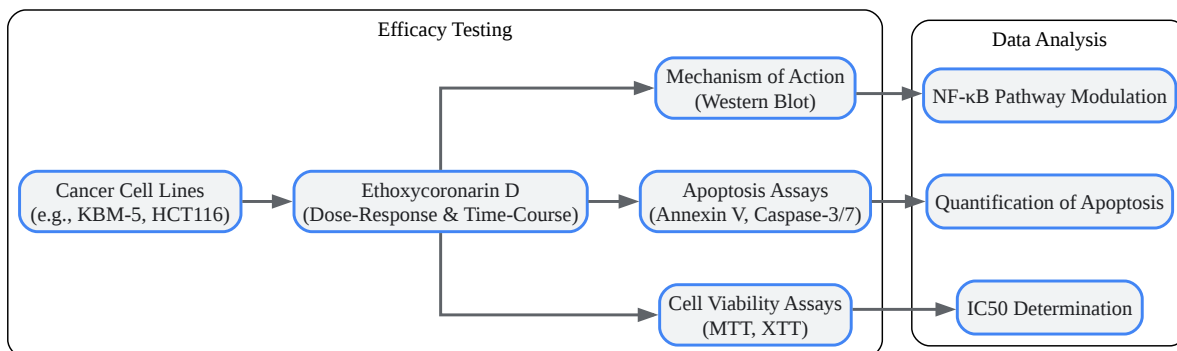 Efficacy Testing
Data Analysis
Mechanism of Action
(Western Blot)
NF-κB Pathway Modulation
Cancer Cell Lines
(e.g., KBM-5, HCT116)
Ethoxycoronarin D
(Dose-Response & Time-Course)
Apoptosis Assays
(Annexin V, Caspase-3/7)
Quantification of Apoptosis
Cell Viability Assays
(MTT, XTT)
IC50 Determination